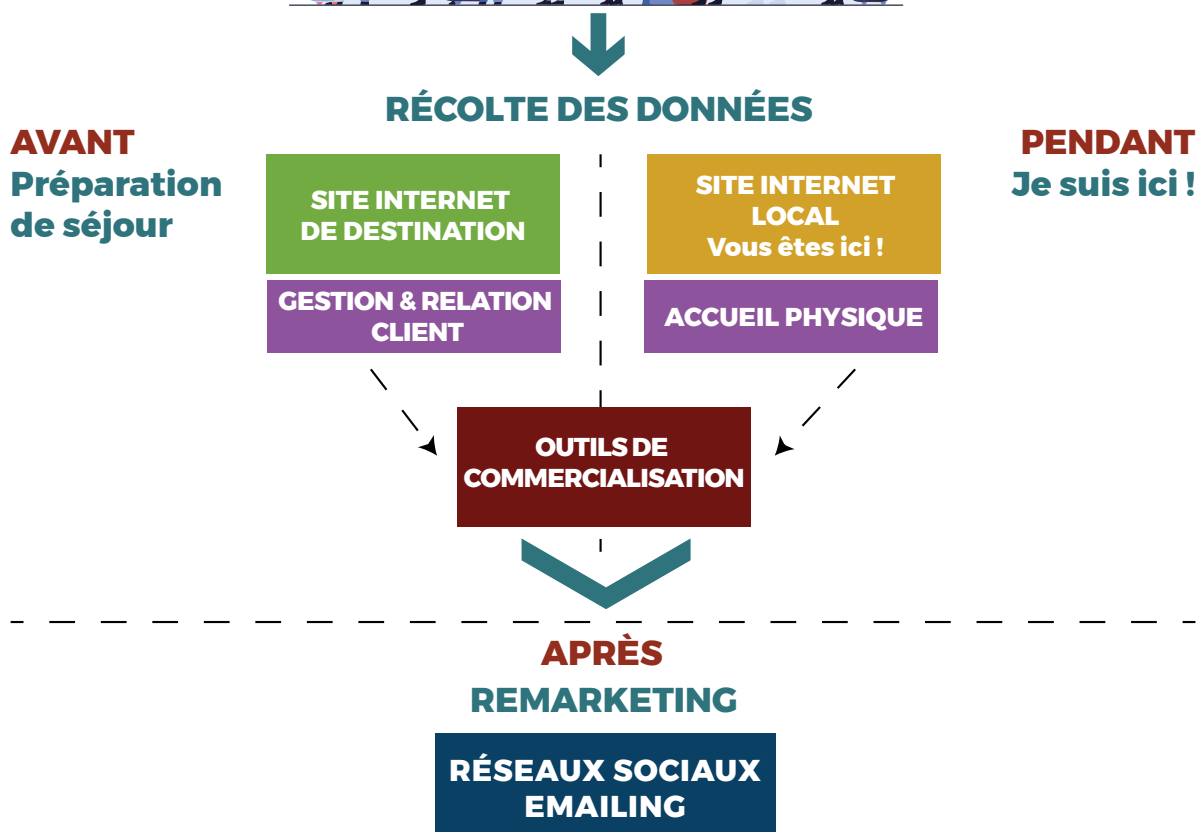 RÉCOLTE DES DONNÉES
AVANT
Préparation
de séjour
SITE INTERNET
DE DESTINATION
GESTION & RELATION
CLIENT
PENDANT
Je suis ici !
SITE INTERNET
LOCAL
Vous êtes ici !
ACCUEIL PHYSIQUE
OUTILS DE
COMMERCIALISATION
APRÈS
REMARKETING
RÉSEAUX SOCIAUX
EMAILING